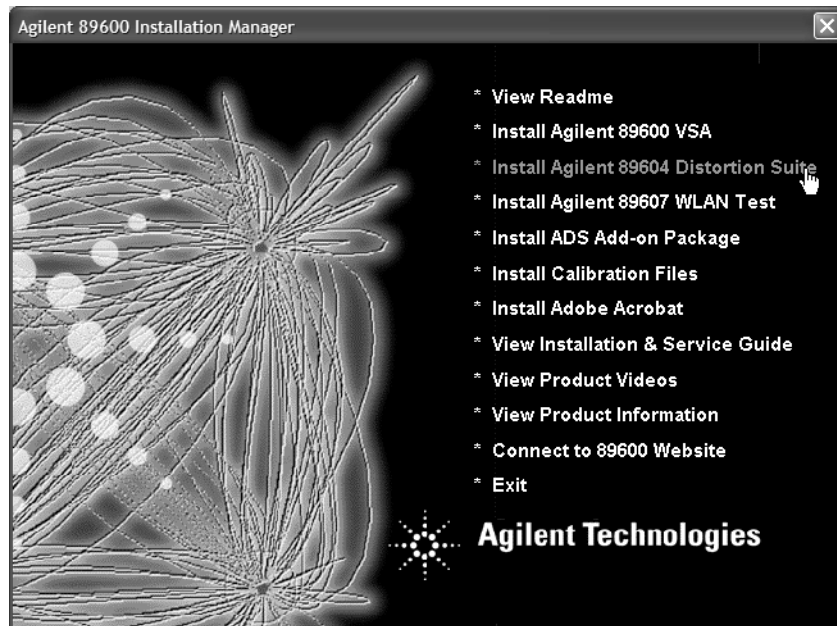 Agilent 89600 Installation Manager
* View Readme
* Install Agilent 89600 VSA
* Install Agilent 89604 Distortion Suite
* Install Agilent 89607 WLAN Test
* Install ADS Add-on Package
* Install Calibration Files
* Install Adobe Acrobat
* View Installation & Service Guide
* View Product Videos
* View Product Information
* Connect to 89600 Website
* Exit
Agilent Technologies